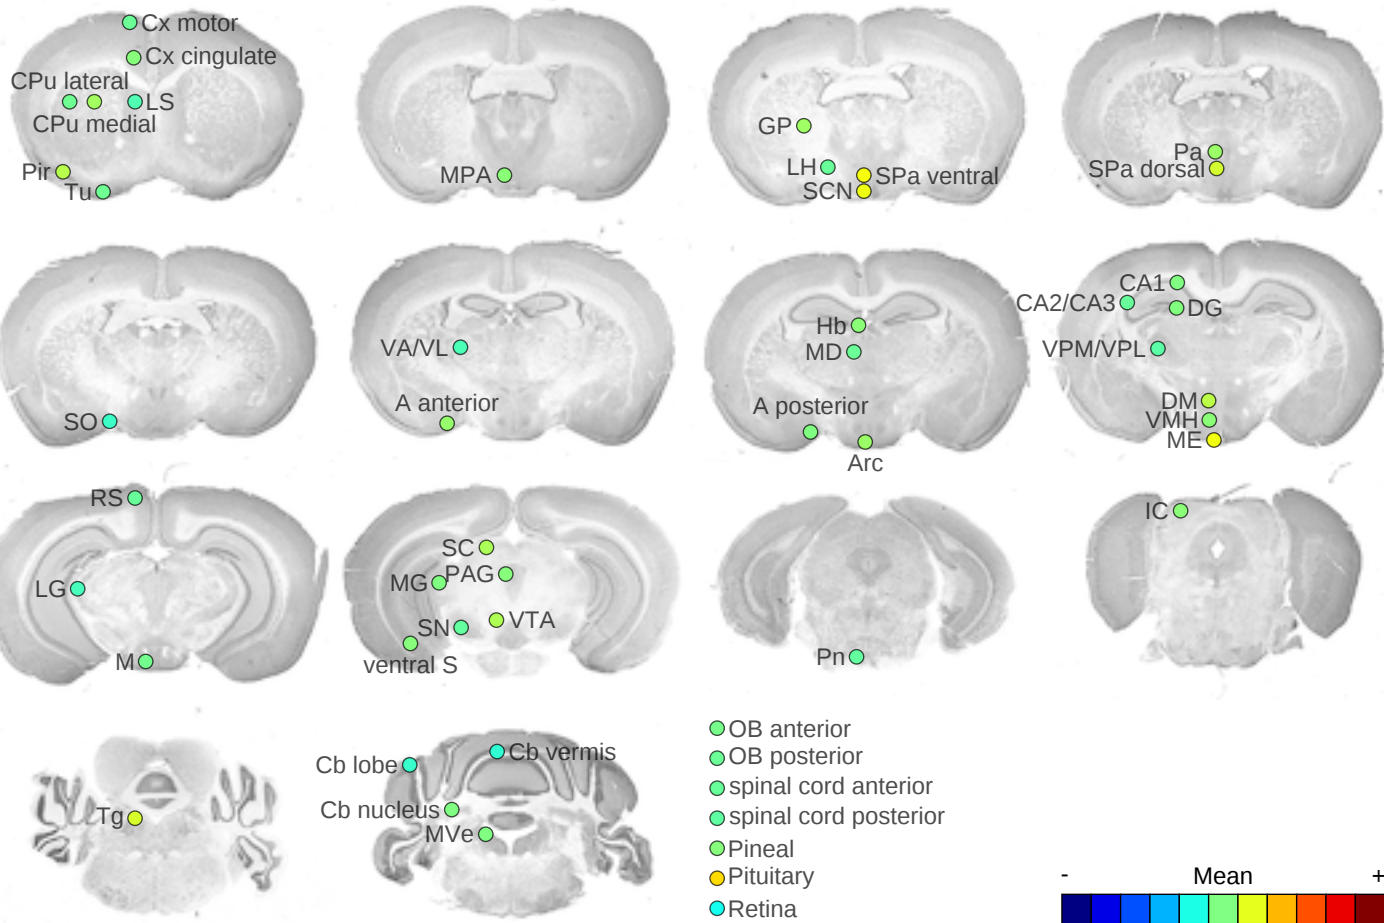 Cx motor
Cx cingulate
CPu lateral
LS
CPu medial
Pir
Tu
MPA
GP
LH
SPa ventral
SCN
Pa
SPa dorsal
SO
VA/VL
A anterior
Hb
MD
A posterior
Arc
CA1
CA2/CA3
DG
VPM/VPL
DM
VMH
ME
RS
LG
M
SC
MG
PAG
SN
VTA
ventral S
Pn
IC
Tg
Cb lobe
Cb vermis
Cb nucleus
MVe
OB anterior
OB posterior
spinal cord anterior
spinal cord posterior
Pineal
Pituitary
Retina
- Mean +